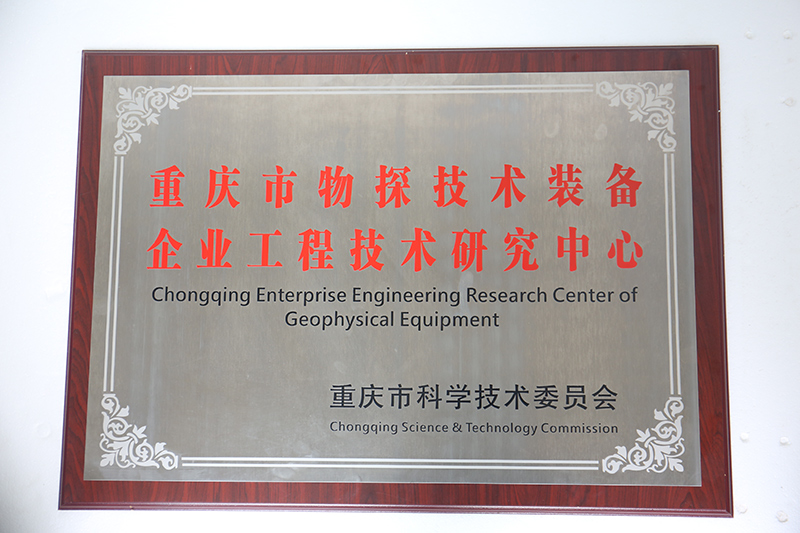 重庆市物探技术装备
企业工程技术研究中心
Chongqing Enterprise Engineering Research Center of
Geophysical Equipment
重庆市科学技术委员会
Chongqing Science & Technology Commission